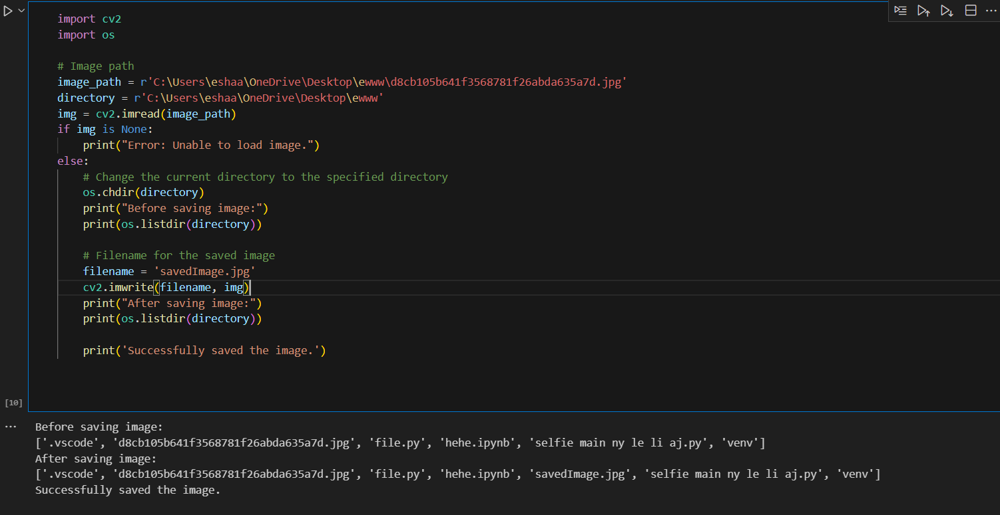 import cv2
import os
# Image path
image_path = r'C:\Users\eshaa\OneDrive\Desktop\ewww\d8cb105b641f3568781f26abda635a7d.jpg'
directory = r'C:\Users\eshaa\OneDrive\Desktop\ewww'
img = cv2.imread(image_path)
if img is None:
    print("Error: Unable to load image.")
else:
    # Change the current directory to the specified directory
    os.chdir(directory)
    print("Before saving image:")
    print(os.listdir(directory))
    # Filename for the saved image
    filename = 'savedImage.jpg'
    cv2.imwrite(filename, img)
    print("After saving image:")
    print(os.listdir(directory))
    print('Successfully saved the image.')
[10]
Before saving image:
['.vscode', 'd8cb105b641f3568781f26abda635a7d.jpg', 'file.py', 'hehe.ipynb', 'selfie main ny le li aj.py', 'venv']
After saving image:
['.vscode', 'd8cb105b641f3568781f26abda635a7d.jpg', 'file.py', 'hehe.ipynb', 'savedImage.jpg', 'selfie main ny le li aj.py', 'venv']
Successfully saved the image.